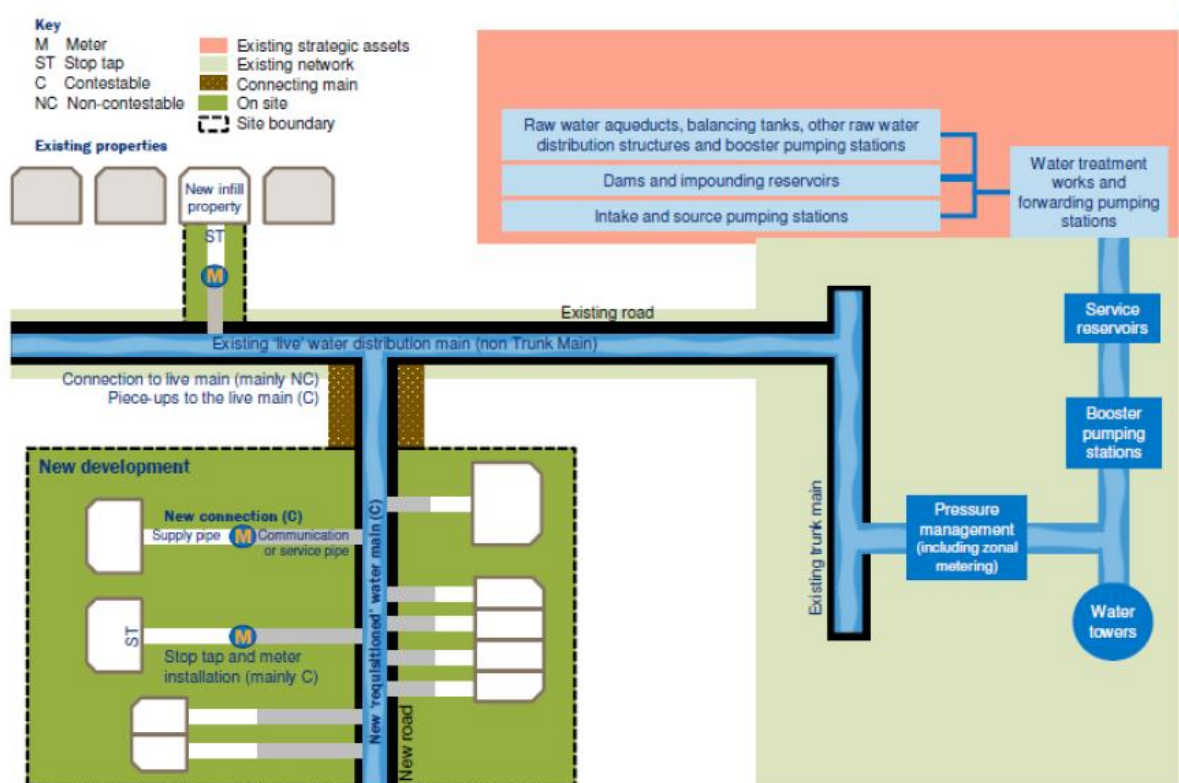 Key
M Meter
ST Stop tap
C Contestable
NC Non-contestable
Existing strategic assets
Existing network
Connecting main
On site
Site boundary
Existing properties
New infill
property
ST
M
Raw water aqueducts, balancing tanks, other raw water
distribution structures and booster pumping stations
Dams and impounding reservoirs
Intake and source pumping stations
Water treatment
works and
forwarding pumping
stations
Existing road
Existing 'live' water distribution main (non Trunk Main)
Connection to live main (mainly NC)
Piece-ups to the live main (C)
Service
reservoirs
Booster
pumping
stations
Pressure
management
(including zonal
metering)
Water
towers
Existing trunk main
New development
New connection (C)
Supply pipe
M
Communication
or service pipe
ST
M
Stop tap and meter
installation (mainly C)
New 'requisitioned' water main (C)
New road